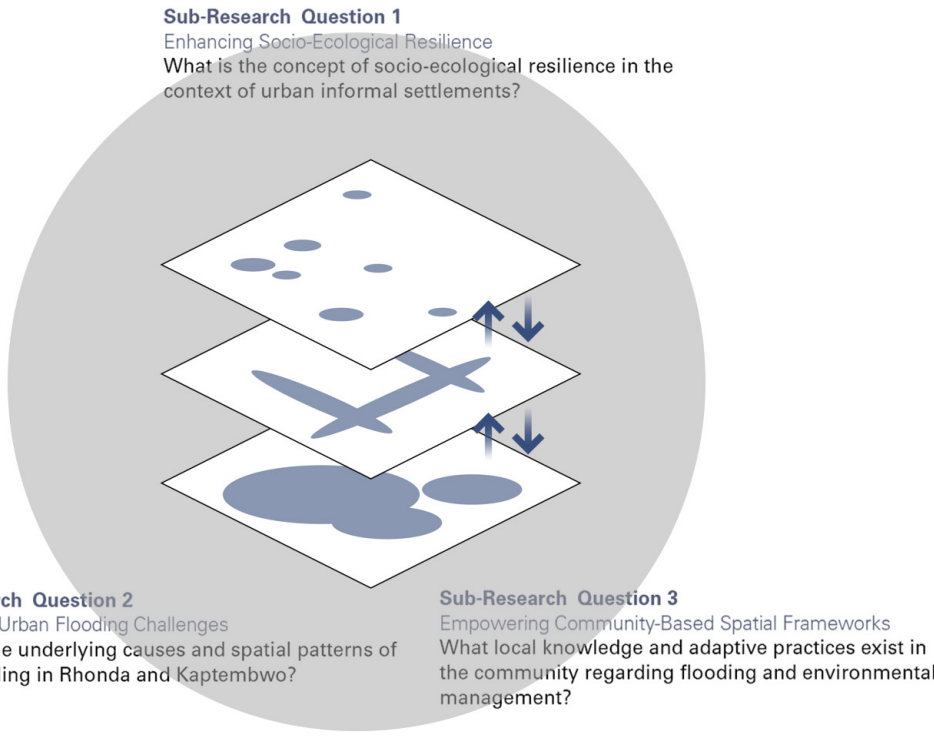 Sub-Research Question 1
Enhancing Socio-Ecological Resilience
What is the concept of socio-ecological resilience in the
context of urban informal settlements?
rch Question 2
Urban Flooding Challenges
e underlying causes and spatial patterns of
ing in Rhonda and Kaptembwo?
Sub-Research Question 3
Empowering Community-Based Spatial Frameworks
What local knowledge and adaptive practices exist in
the community regarding flooding and environmental
management?